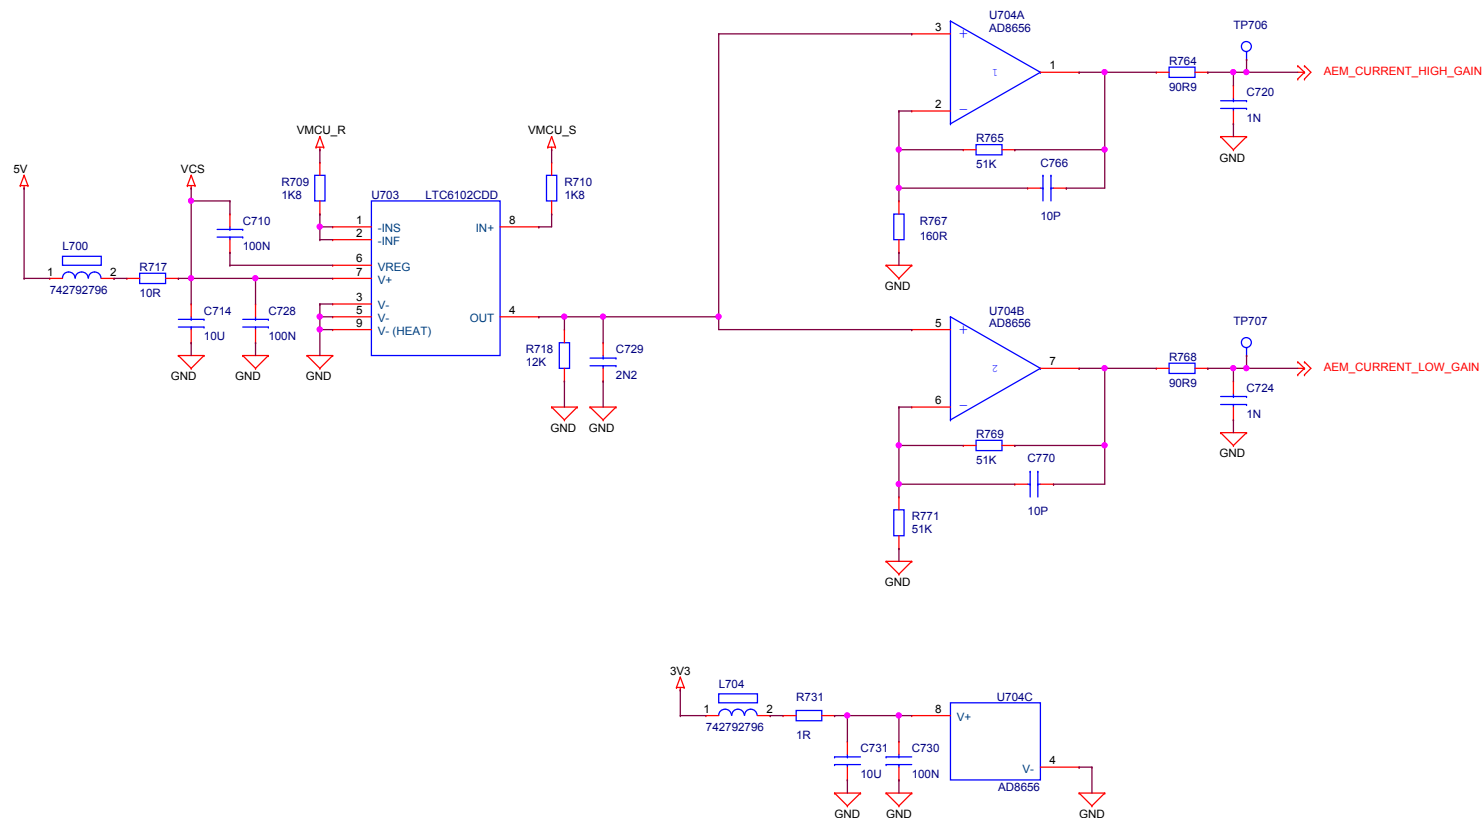 U704A
AD8656
3
+
1
1
2
−
TP706
R764
90R9
AEM_CURRENT_HIGH_GAIN
C720
1N
GND
R765
51K
C766
10P
R767
160R
GND
VMCU_R
VMCU_S
5V
VCS
R709
1K8
U703
LTC6102CDD
R710
1K8
C710
100N
1
-INS
2
-INF
IN+
8
6
VREG
7
V+
3
V-
5
V-
9
V- (HEAT)
OUT
4
L700
1
2
742792796
R717
10R
C714
10U
C728
100N
GND
GND
GND
R718
12K
C729
2N2
GND
GND
U704B
AD8656
5
+
2
7
6
−
TP707
R768
90R9
AEM_CURRENT_LOW_GAIN
C724
1N
GND
R769
51K
C770
10P
R771
51K
GND
3V3
L704
1
2
742792796
R731
1R
C731
10U
C730
100N
GND
GND
U704C
8
V+
V-
4
AD8656
GND